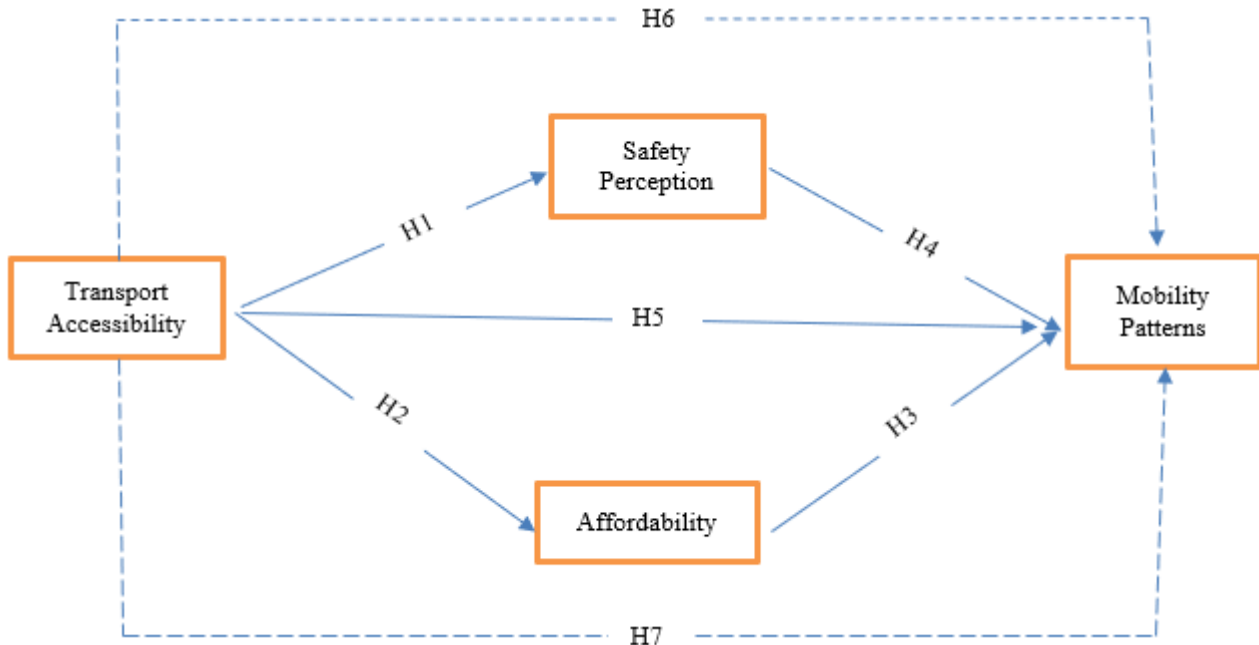 H6
Safety
Perception
H1
H4
Transport
Accessibility
H5
Mobility
Patterns
H2
H3
Affordability
H7